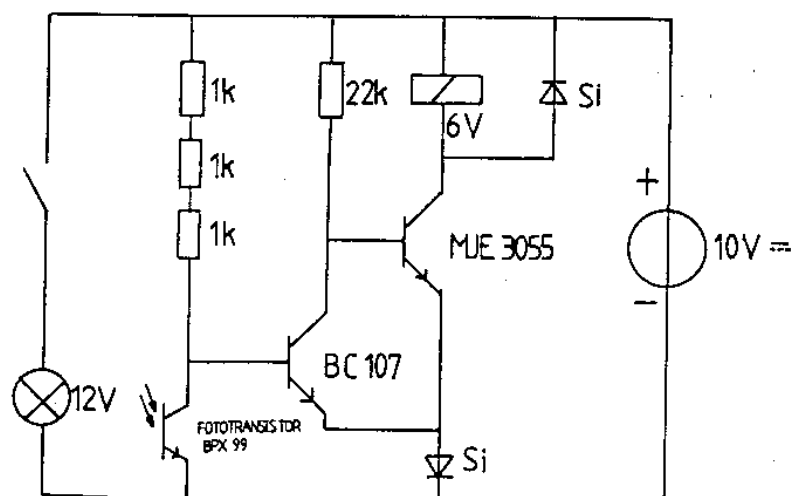 1k
1k
1k
22k
6V
Si
+
MJE 3055
10V =
−
12V
BC 107
FOTOTRANSISTOR
BPX 99
Si